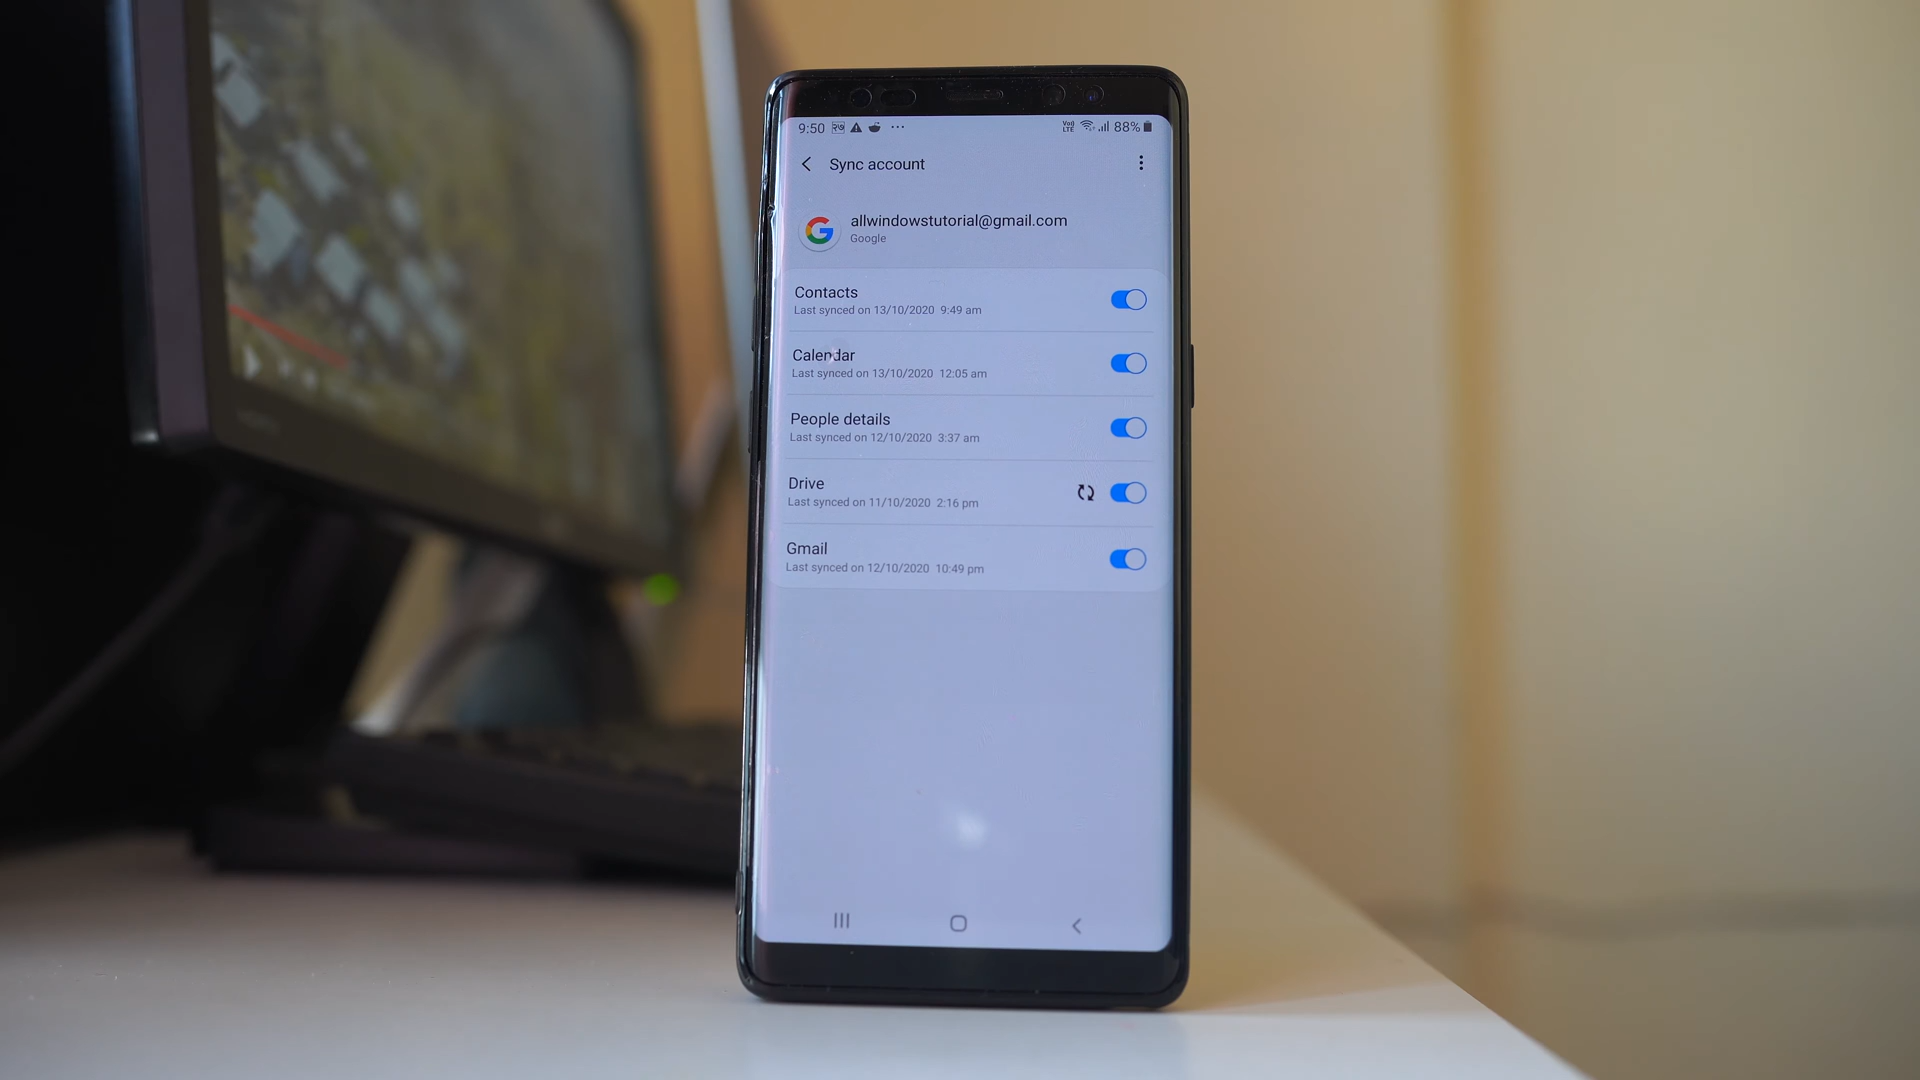 9:50
Vo)) LTE 88%
Sync account
allwindowstutorial@gmail.com
Google
Contacts
Last synced on 13/10/2020 9:49 am
Calendar
Last synced on 13/10/2020 12:05 am
People details
Last synced on 12/10/2020 3:37 am
Drive
Last synced on 11/10/2020 2:16 pm
Gmail
Last synced on 12/10/2020 10:49 pm